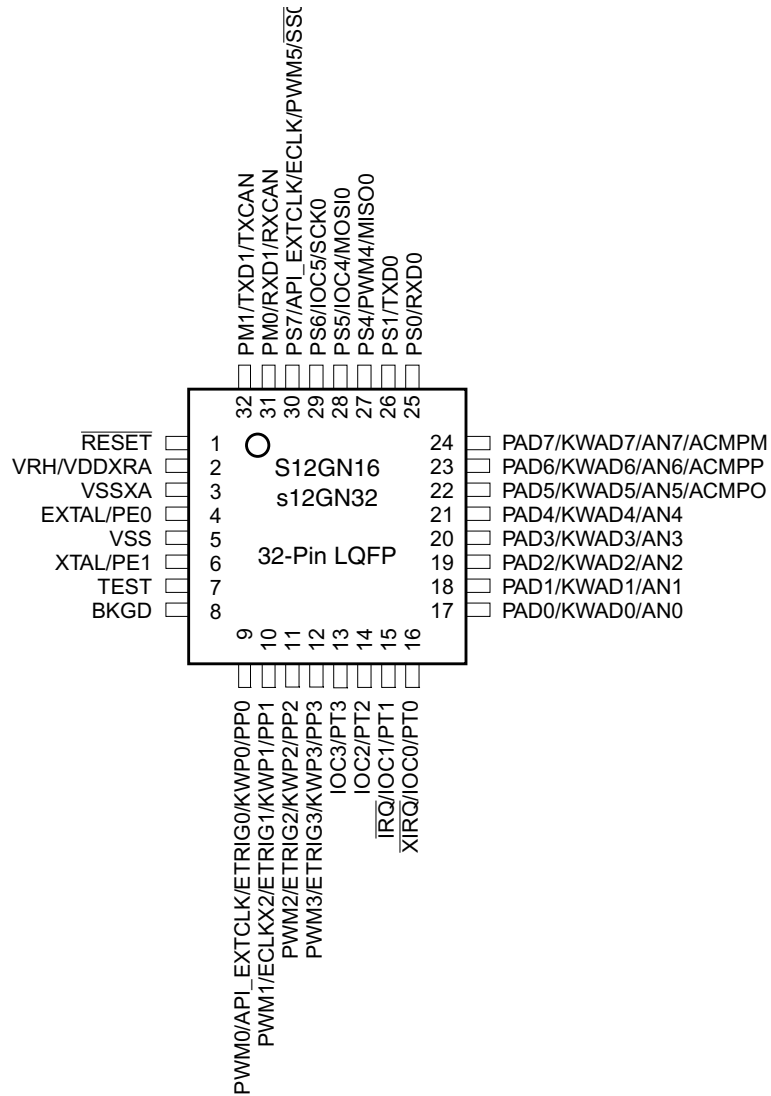 PM1/TXD1/TXCAN
PM0/RXD1/RXCAN
PS7/API_EXTCLK/ECLK/PWM5/SS0
PS6/IOC5/SCK0
PS5/IOC4/MOSI0
PS4/PWM4/MISO0
PS1/TXD0
PS0/RXD0
32
31
30
29
28
27
26
25
RESET 1
VRH/VDDXRA 2
VSSXA 3
EXTAL/PE0 4
VSS 5
XTAL/PE1 6
TEST 7
BKGD 8
S12GN16
s12GN32
32-Pin LQFP
24 PAD7/KWAD7/AN7/ACMPM
23 PAD6/KWAD6/AN6/ACMPP
22 PAD5/KWAD5/AN5/ACMPO
21 PAD4/KWAD4/AN4
20 PAD3/KWAD3/AN3
19 PAD2/KWAD2/AN2
18 PAD1/KWAD1/AN1
17 PAD0/KWAD0/AN0
9
10
11
12
13
14
15
16
PWM0/API_EXTCLK/ETRIG0/KWP0/PP0
PWM1/ECLKX2/ETRIG1/KWP1/PP1
PWM2/ETRIG2/KWP2/PP2
PWM3/ETRIG3/KWP3/PP3
IOC3/PT3
IOC2/PT2
IRQ/IOC1/PT1
XIRQ/IOC0/PT0